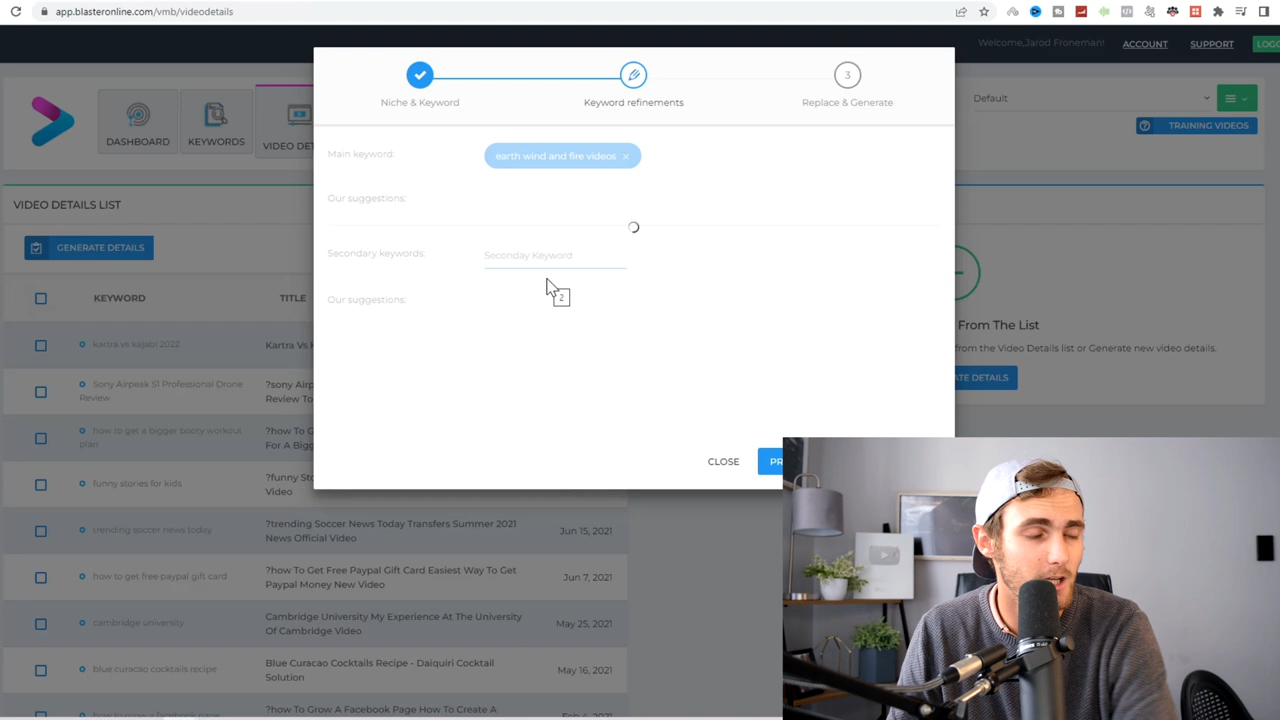 app.blasteronline.com/vmb/videodetails
Welcome,Jarod Froneman!
ACCOUNT
SUPPORT
Niche & Keyword
Keyword refinements
3
Replace & Generate
DASHBOARD
KEYWORDS
VIDEO DET
Default
TRAINING VIDEOS
Main keyword:
earth wind and fire videos ×
Our suggestions:
Secondary keywords:
Seconday Keyword
Our suggestions:
2
CLOSE
PR
VIDEO DETAILS LIST
GENERATE DETAILS
KEYWORD
TITLE
kartra vs kajabi 2022
Kartra Vs K
Sony Airpeak S1 Professional Drone
Review
?sony Airp
Review To
how to get a bigger booty workout
plan
?how To G
For A Bigg
funny stories for kids
?funny Sto
Video
trending soccer news today
?trending Soccer News Today Transfers Summer 2021
News Official Video
Jun 15, 2021
how to get free paypal gift card
?how To Get Free Paypal Gift Card Easiest Way To Get
Paypal Money New Video
Jun 7, 2021
cambridge university
Cambridge University My Experience At The University
Of Cambridge Video
May 25, 2021
blue curacao cocktails recipe
Blue Curacao Cocktails Recipe - Daiquiri Cocktail
Solution
May 16, 2021
?how To Grow A Facebook Page How To Create A
From The List
from the Video Details list or Generate new video details.
ATE DETAILS